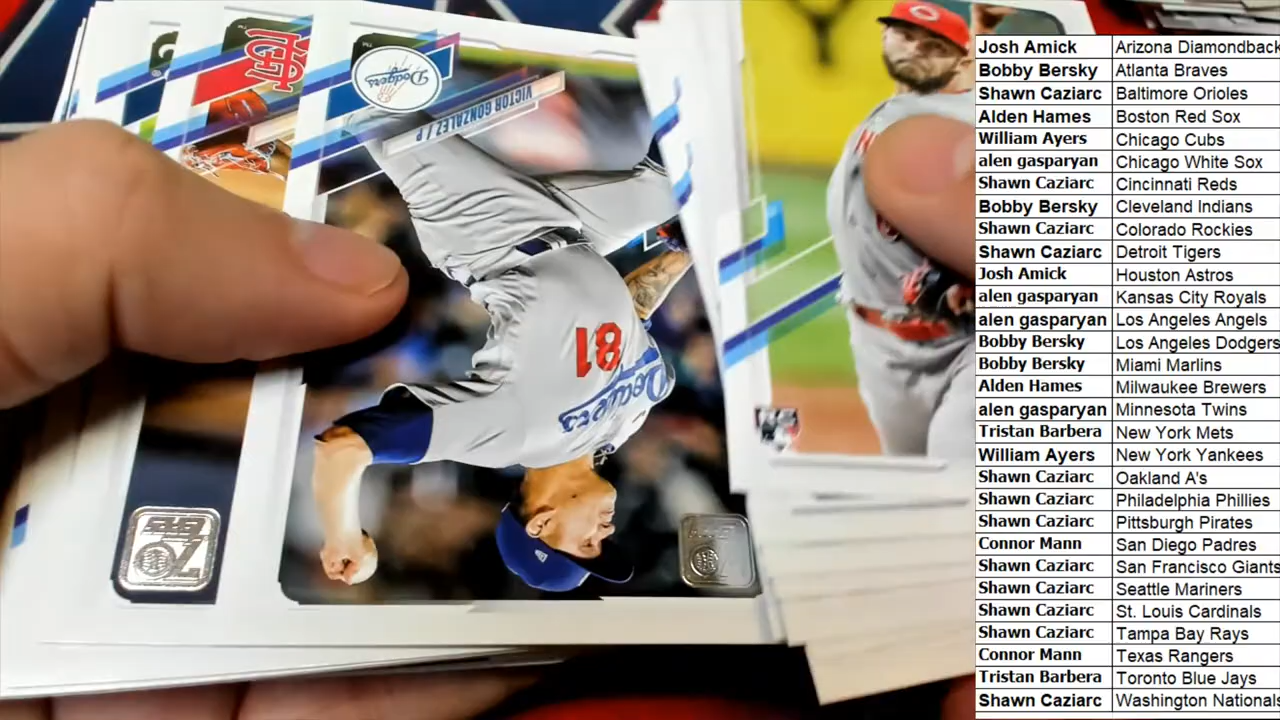 Dodgers
VICTOR GONZALEZ / P
81
Dodgers
70
Josh Amick Arizona Diamondback
Bobby Bersky Atlanta Braves
Shawn Caziarc Baltimore Orioles
Alden Hames Boston Red Sox
William Ayers Chicago Cubs
alen gasparyan Chicago White Sox
Shawn Caziarc Cincinnati Reds
Bobby Bersky Cleveland Indians
Shawn Caziarc Colorado Rockies
Shawn Caziarc Detroit Tigers
Josh Amick Houston Astros
alen gasparyan Kansas City Royals
alen gasparyan Los Angeles Angels
Bobby Bersky Los Angeles Dodgers
Bobby Bersky Miami Marlins
Alden Hames Milwaukee Brewers
alen gasparyan Minnesota Twins
Tristan Barbera New York Mets
William Ayers New York Yankees
Shawn Caziarc Oakland A's
Shawn Caziarc Philadelphia Phillies
Shawn Caziarc Pittsburgh Pirates
Connor Mann San Diego Padres
Shawn Caziarc San Francisco Giants
Shawn Caziarc Seattle Mariners
Shawn Caziarc St. Louis Cardinals
Shawn Caziarc Tampa Bay Rays
Connor Mann Texas Rangers
Tristan Barbera Toronto Blue Jays
Shawn Caziarc Washington Nationals